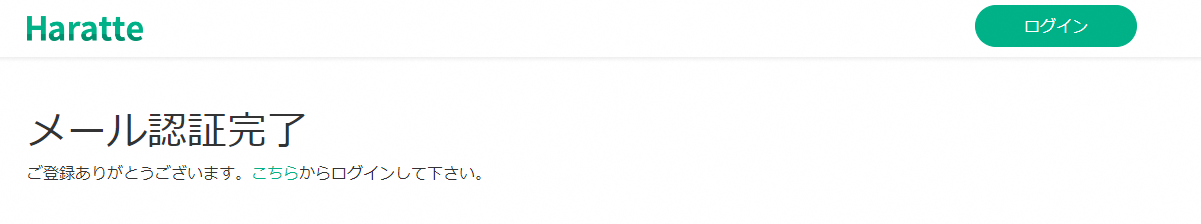 Haratte
ログイン
メール認証完了
ご登録ありがとうございます。こちらからログインして下さい。